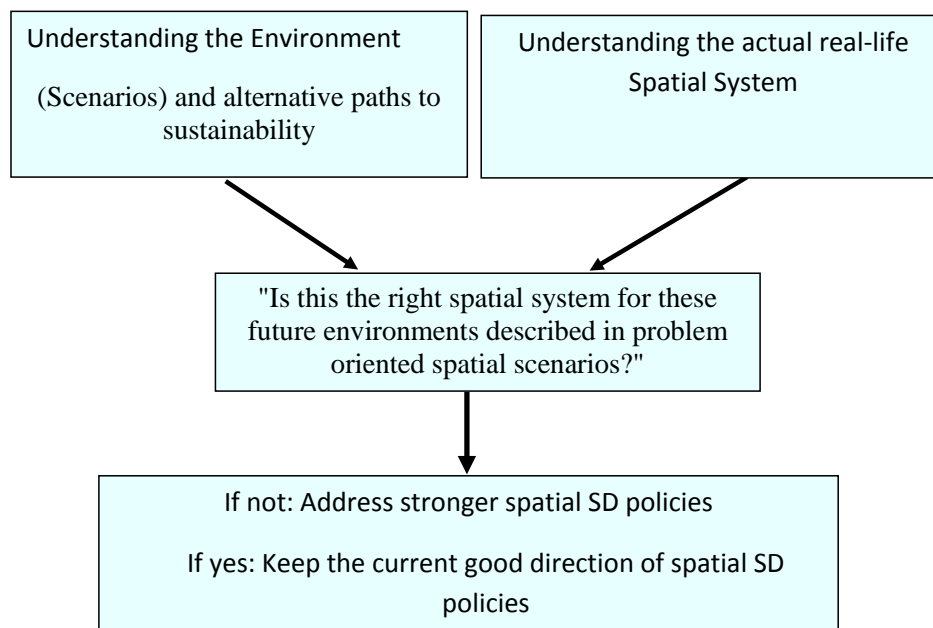 Understanding the Environment
(Scenarios) and alternative paths to
sustainability
Understanding the actual real-life
Spatial System
"Is this the right spatial system for these
future environments described in problem
oriented spatial scenarios?"
If not: Address stronger spatial SD policies
If yes: Keep the current good direction of spatial SD
policies